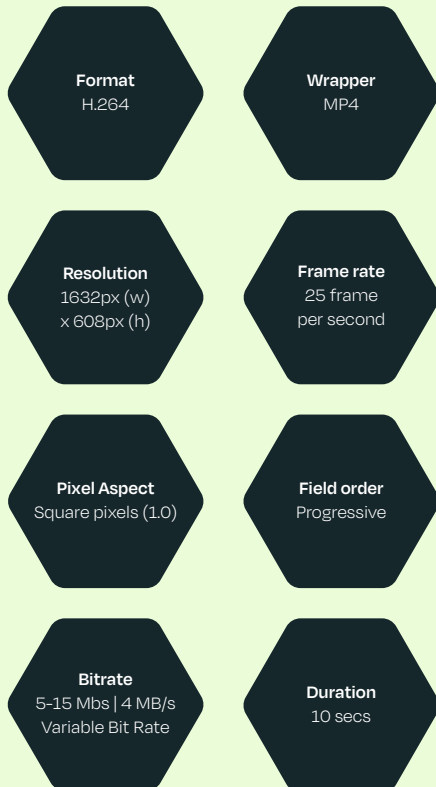 Format
H.264
Wrapper
MP4
Resolution
1632px (w)
x 608px (h)
Frame rate
25 frame
per second
Pixel Aspect
Square pixels (1.0)
Field order
Progressive
Bitrate
5-15 Mbs | 4 MB/s
Variable Bit Rate
Duration
10 secs